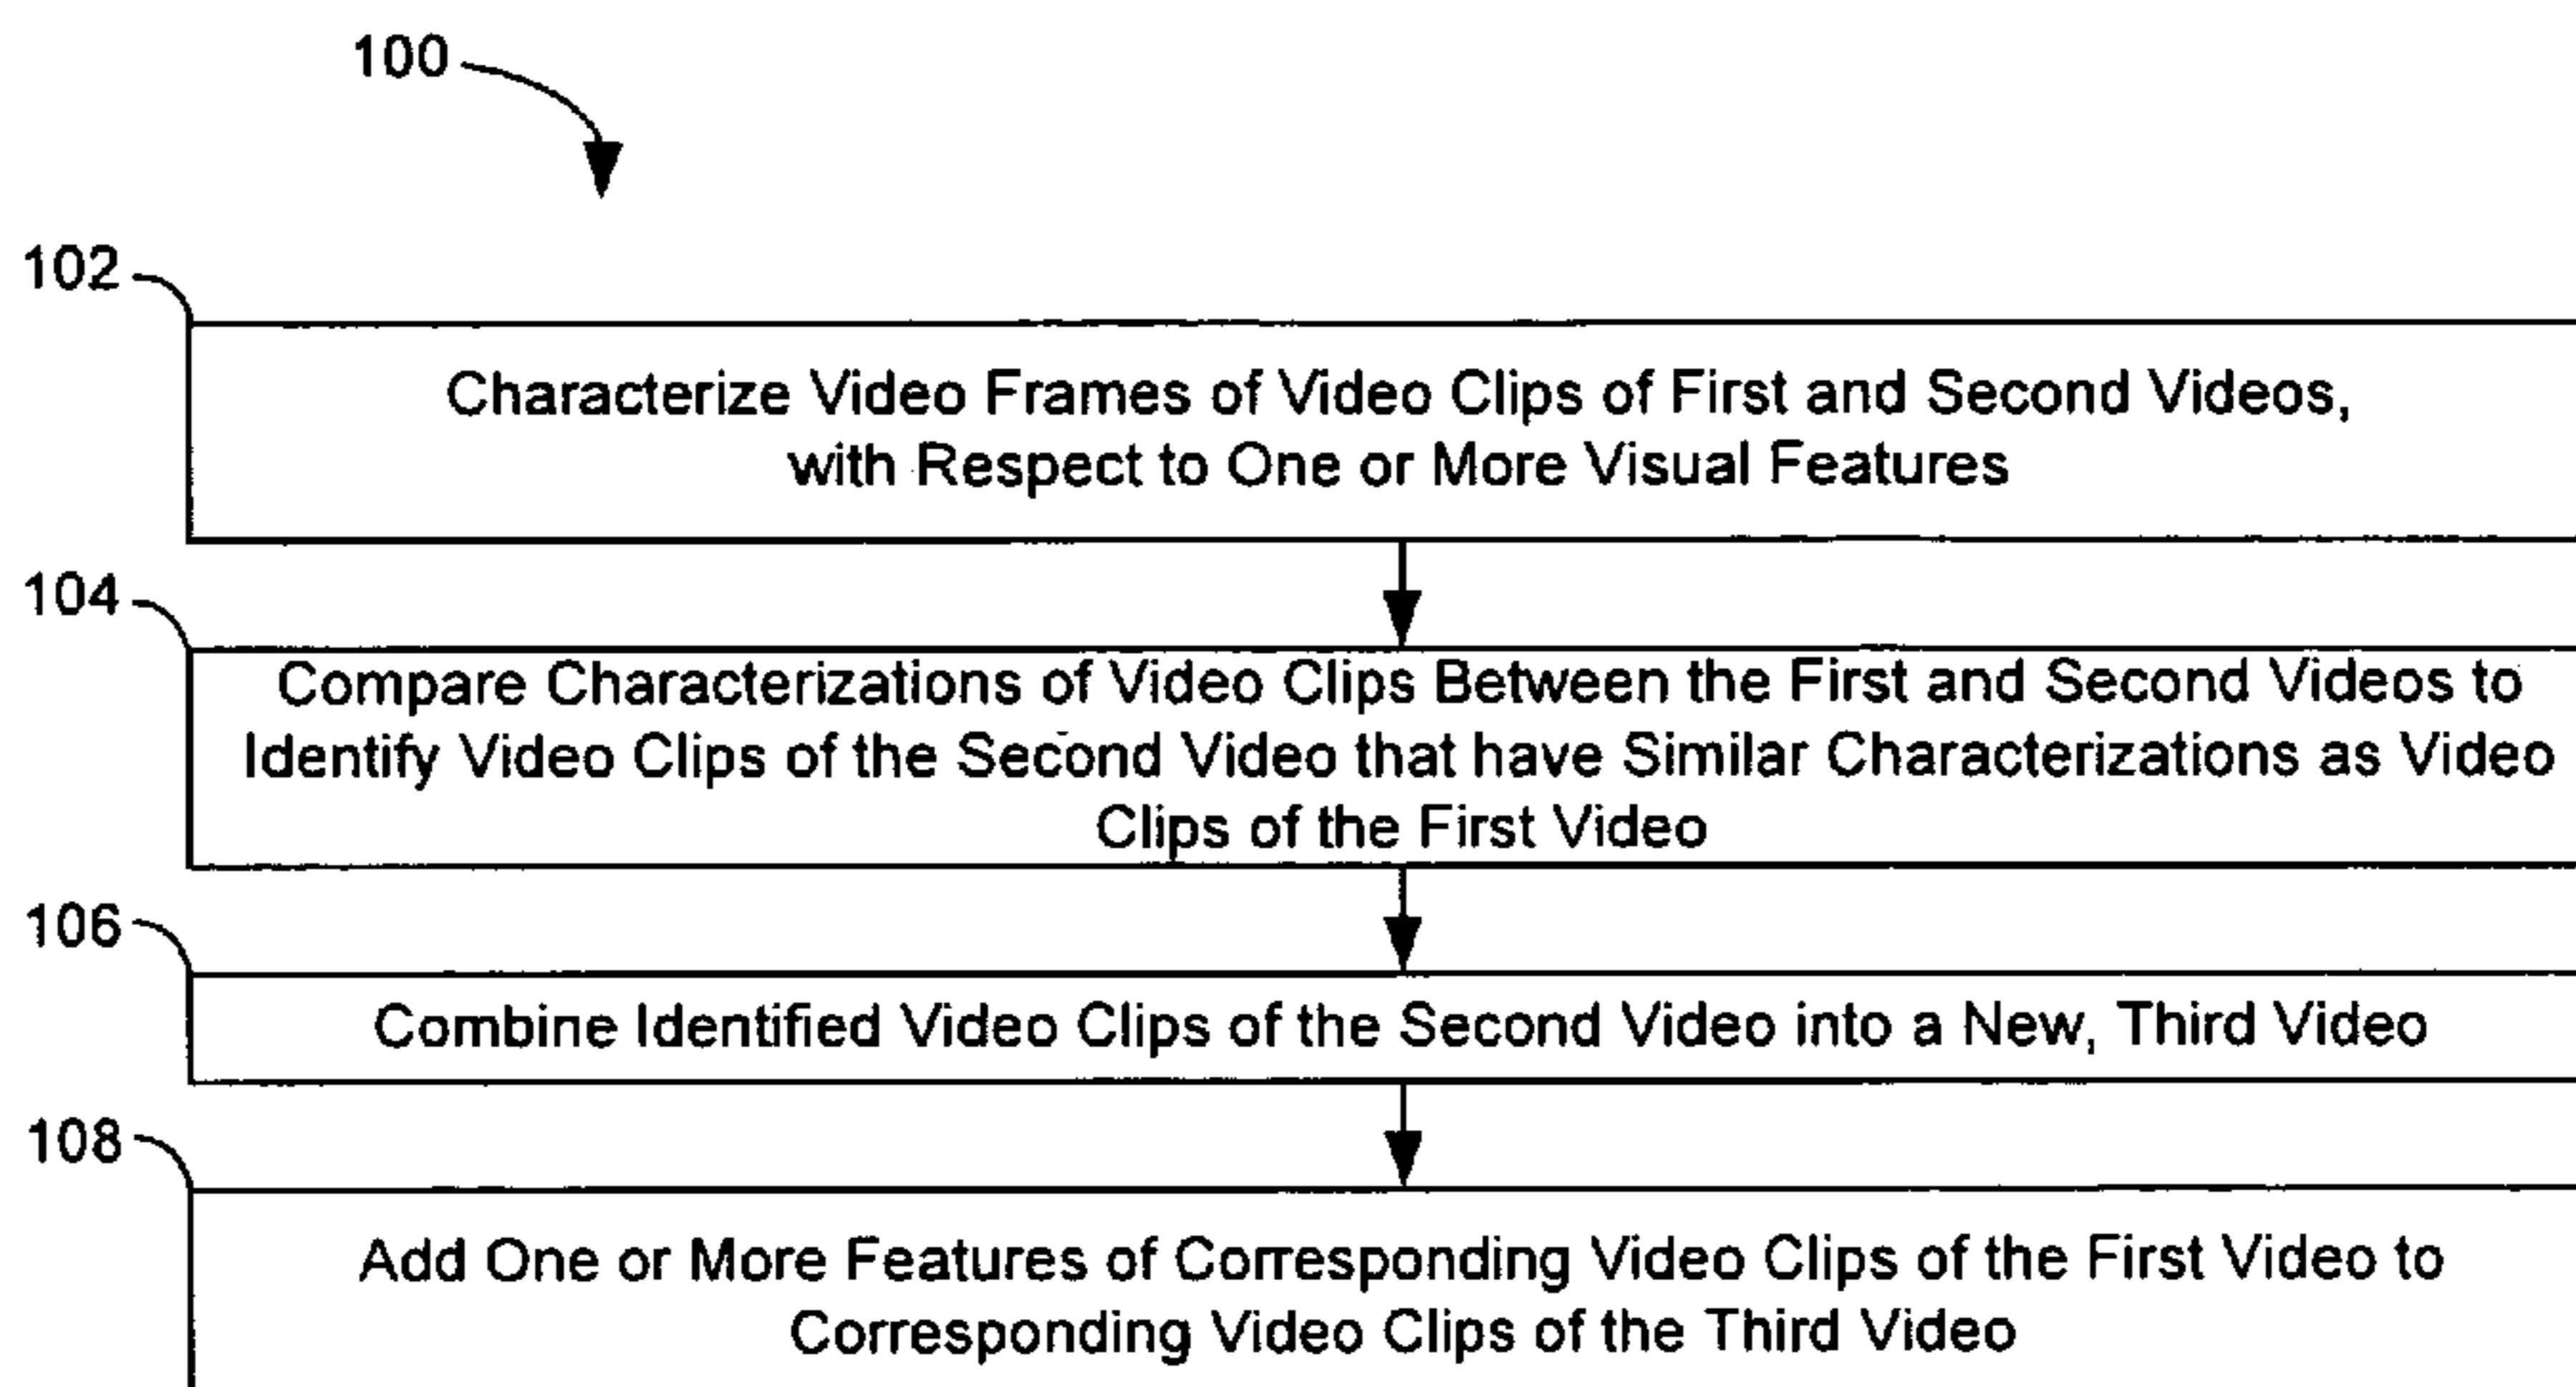 100
102
Characterize Video Frames of Video Clips of First and Second Videos,
with Respect to One or More Visual Features
104
Compare Characterizations of Video Clips Between the First and Second Videos to
Identify Video Clips of the Second Video that have Similar Characterizations as Video
Clips of the First Video
106
Combine Identified Video Clips of the Second Video into a New, Third Video
108
Add One or More Features of Corresponding Video Clips of the First Video to
Corresponding Video Clips of the Third Video